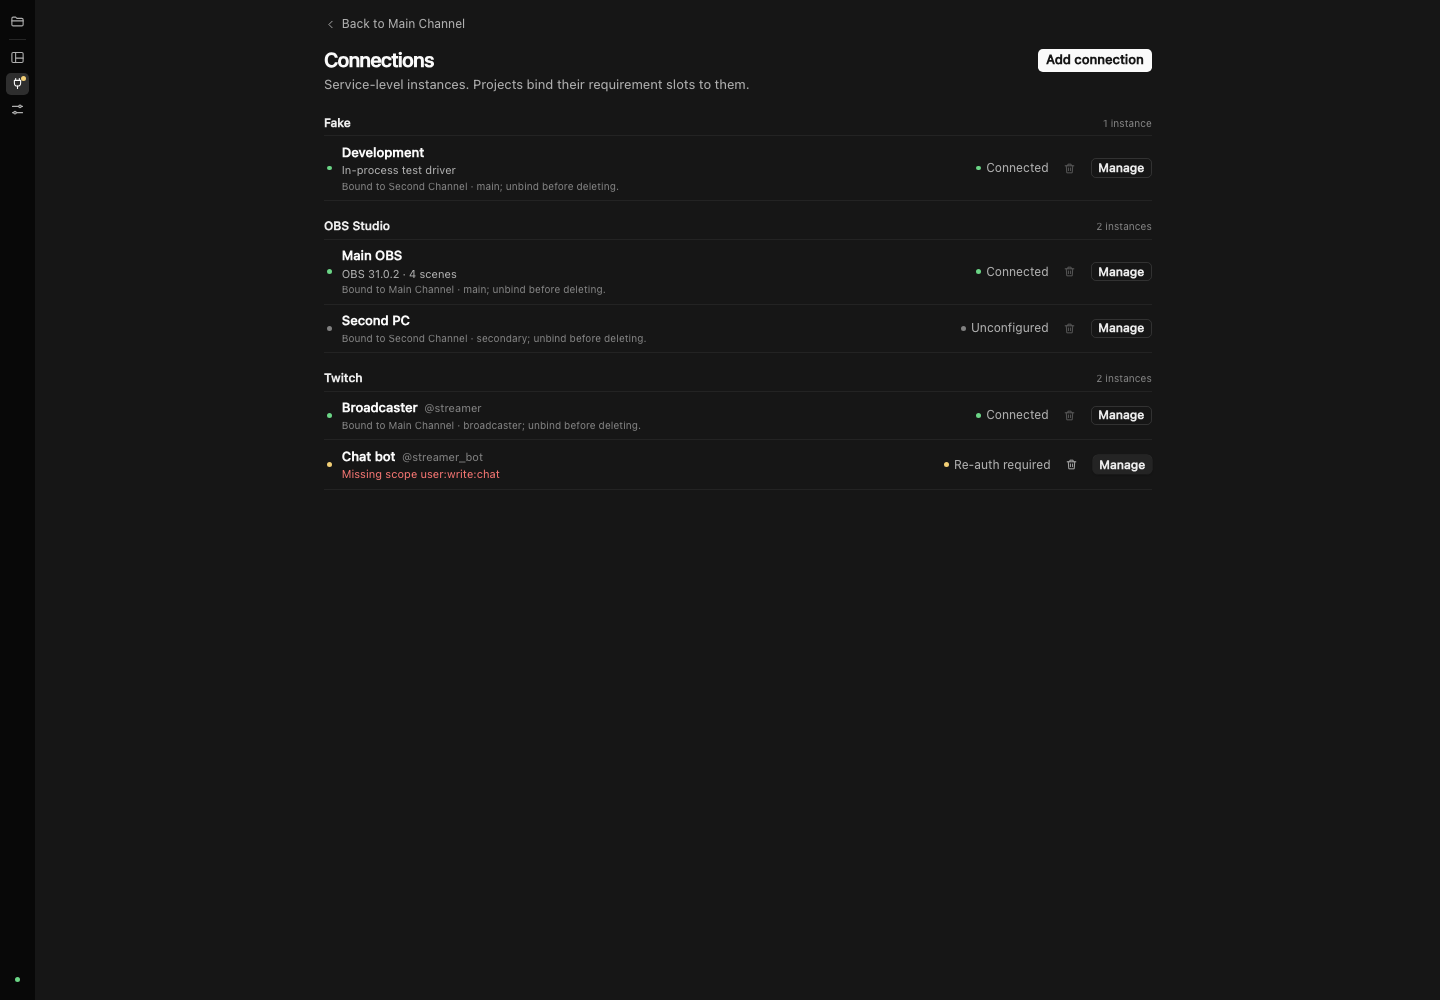 Back to Main Channel
Connections
Add connection
Service-level instances. Projects bind their requirement slots to them.
Fake
1 instance
Development
In-process test driver
Bound to Second Channel · main; unbind before deleting.
Connected
Manage
OBS Studio
2 instances
Main OBS
OBS 31.0.2 · 4 scenes
Bound to Main Channel · main; unbind before deleting.
Connected
Manage
Second PC
Bound to Second Channel · secondary; unbind before deleting.
Unconfigured
Manage
Twitch
2 instances
Broadcaster @streamer
Bound to Main Channel · broadcaster; unbind before deleting.
Connected
Manage
Chat bot @streamer_bot
Missing scope user:write:chat
Re-auth required
Manage